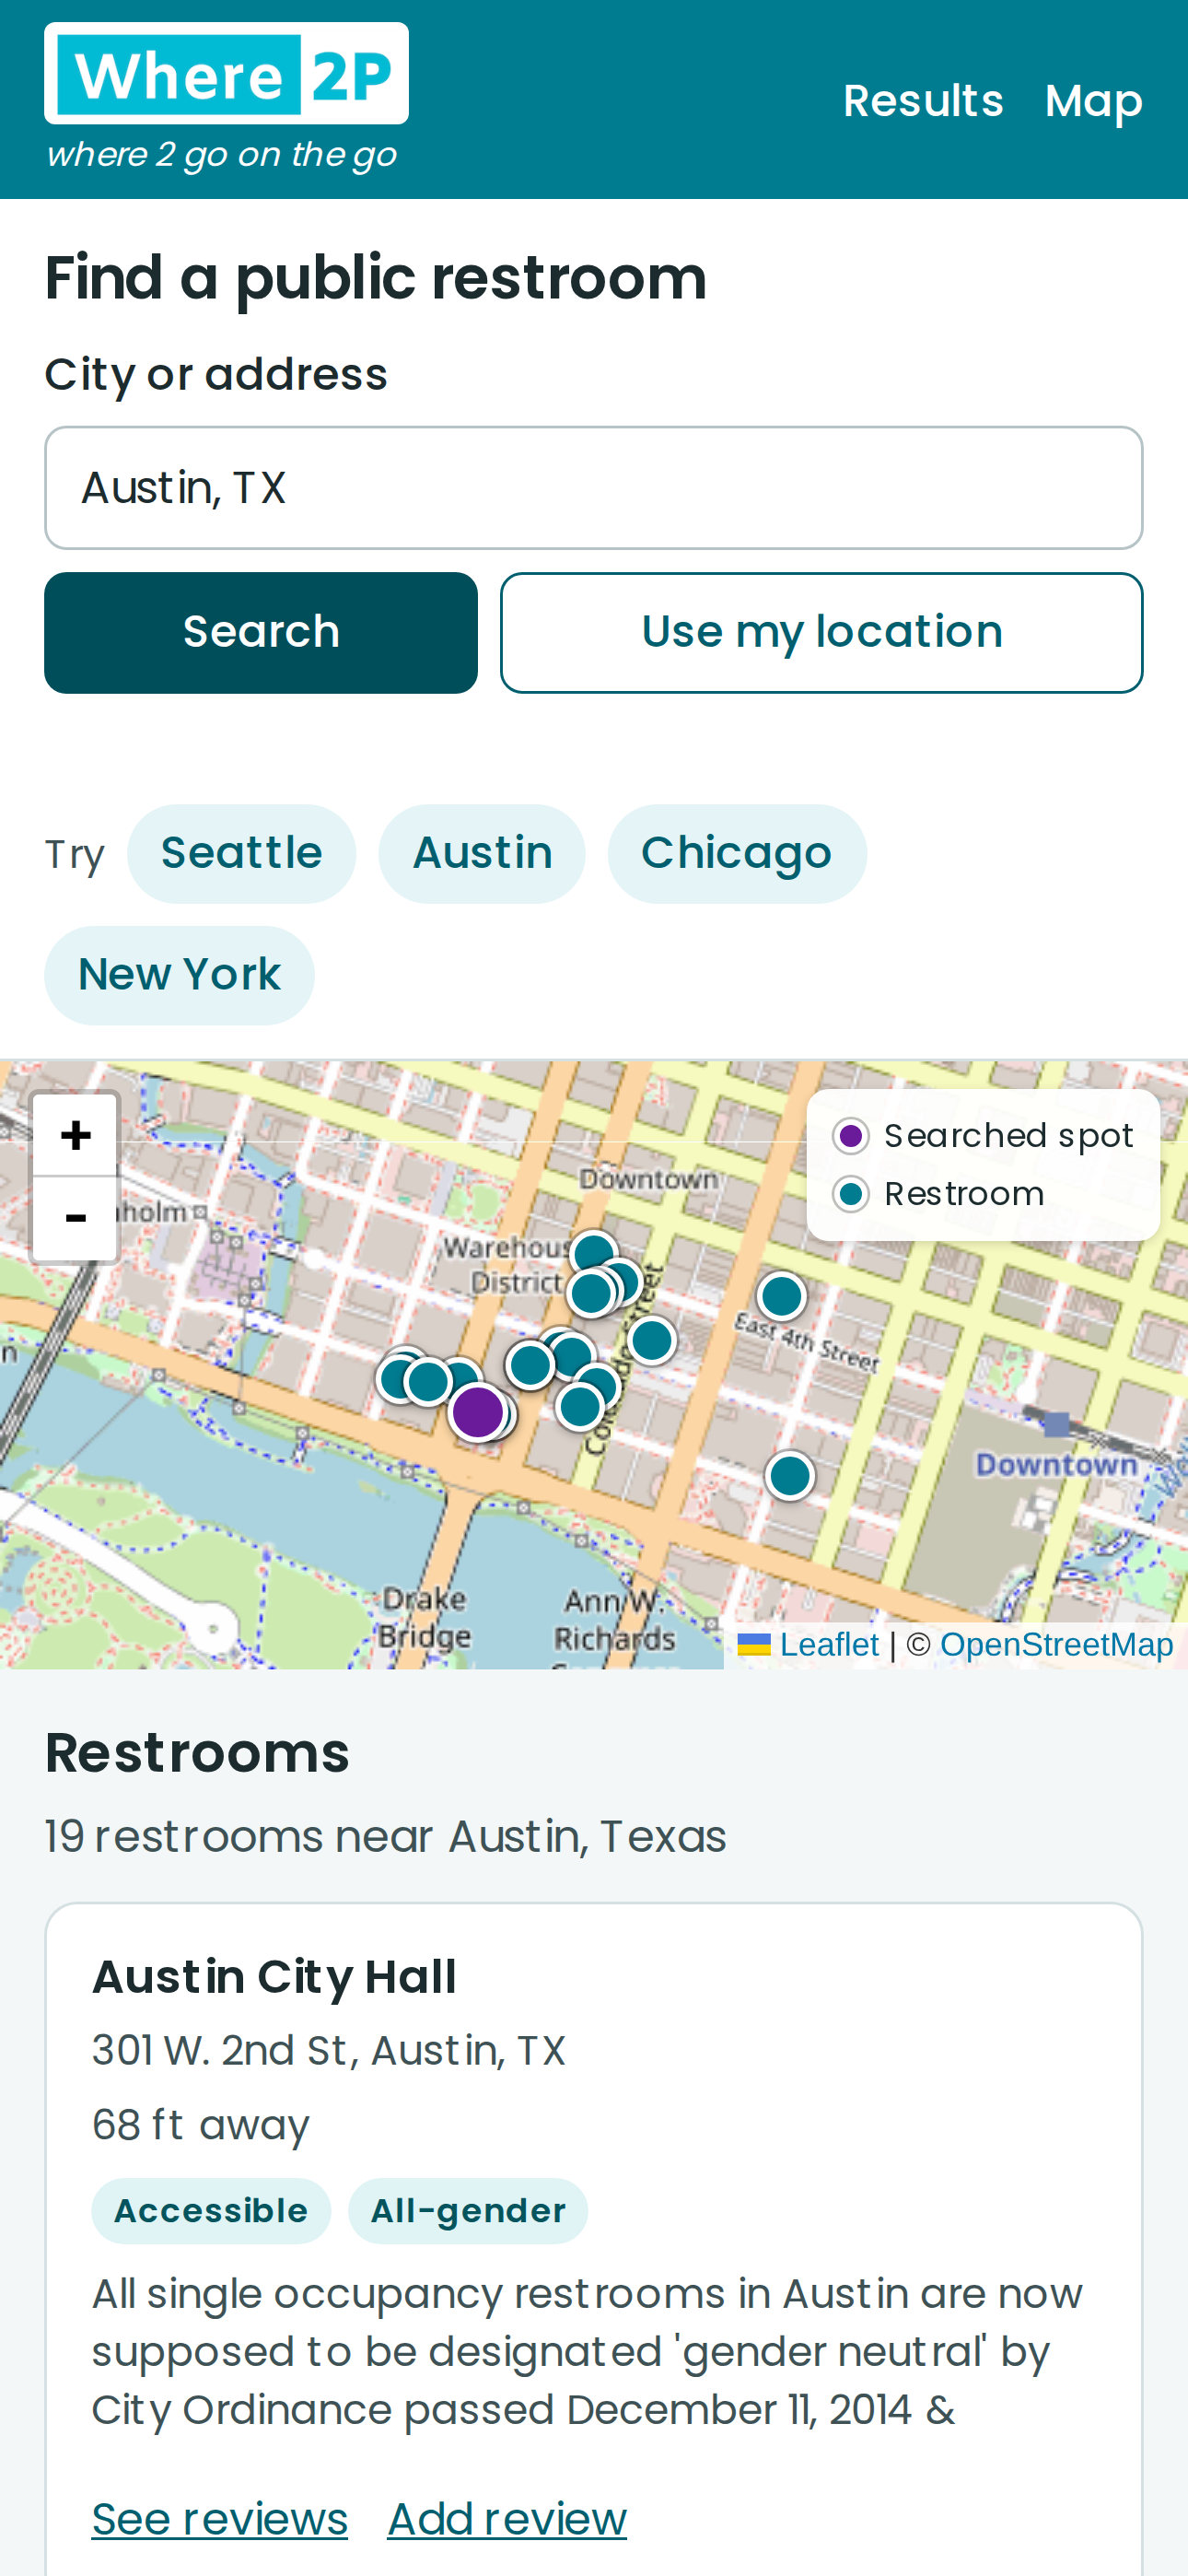 Where 2P
where 2 go on the go
Results Map
Find a public restroom
City or address
Austin, TX
Search
Use my location
Try Seattle Austin Chicago
New York
+
-
Searched spot
Restroom
Downtown
Warehous
District
East 4th Street
Downtown
Drake
Bridge
Ann W.
Richards
Leaflet | © OpenStreetMap
Restrooms
19 restrooms near Austin, Texas
Austin City Hall
301 W. 2nd St, Austin, TX
68 ft away
Accessible All-gender
All single occupancy restrooms in Austin are now
supposed to be designated 'gender neutral' by
City Ordinance passed December 11, 2014 &
See reviews Add review